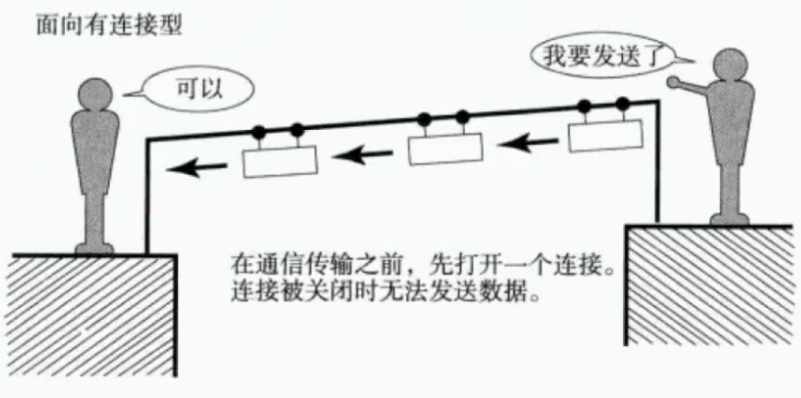 面向有连接型
我要发送了
可以
在通信传输之前，先打开一个连接。
连接被关闭时无法发送数据。